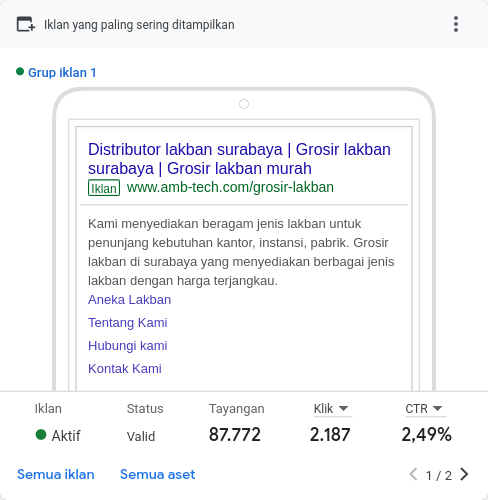 Iklan yang paling sering ditampilkan
Grup iklan 1
Distributor lakban surabaya | Grosir lakban
surabaya | Grosir lakban murah
Iklan www.amb-tech.com/grosir-lakban
Kami menyediakan beragam jenis lakban untuk
penunjang kebutuhan kantor, instansi, pabrik. Grosir
lakban di surabaya yang menyediakan berbagai jenis
lakban dengan harga terjangkau.
Aneka Lakban
Tentang Kami
Hubungi kami
Kontak Kami
Iklan Status Tayangan Klik CTR
Aktif Valid 87.772 2.187 2,49%
Semua iklan Semua aset 1 / 2